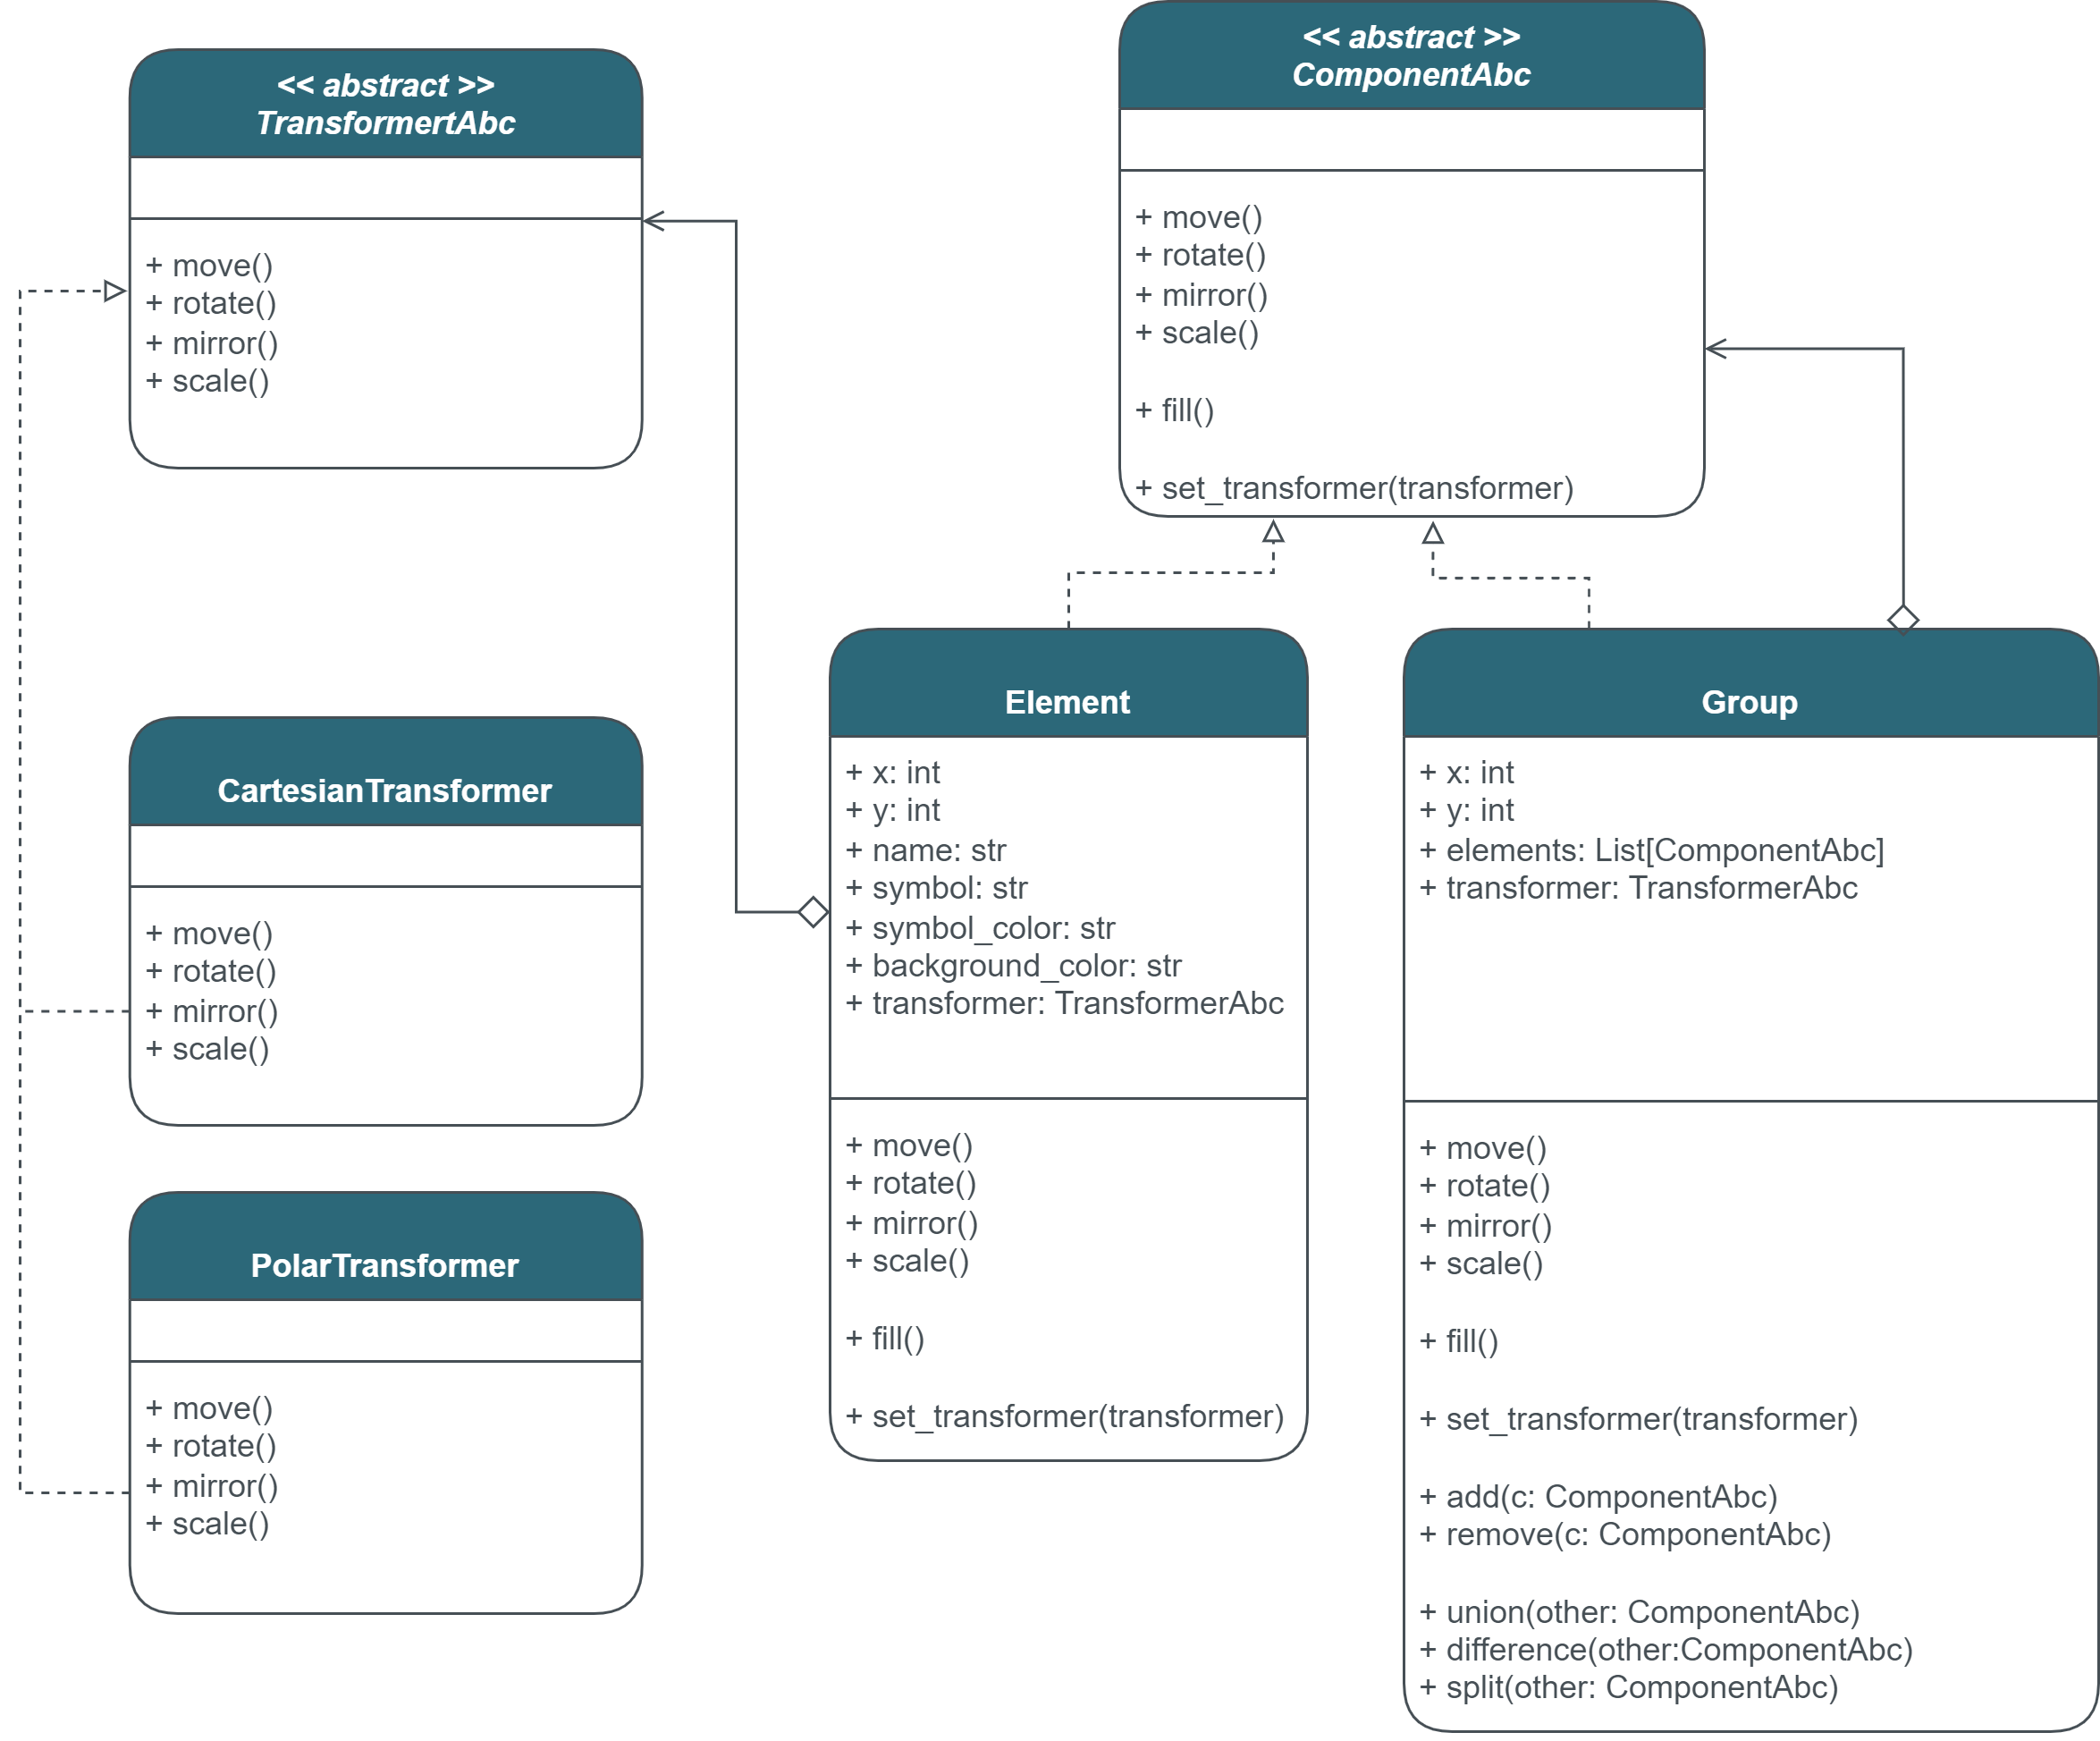 << abstract >>
TransformertAbc
+ move()
+ rotate()
+ mirror()
+ scale()
<< abstract >>
ComponentAbc
+ move()
+ rotate()
+ mirror()
+ scale()
+ fill()
+ set_transformer(transformer)
CartesianTransformer
+ move()
+ rotate()
+ mirror()
+ scale()
PolarTransformer
+ move()
+ rotate()
+ mirror()
+ scale()
Element
+ x: int
+ y: int
+ name: str
+ symbol: str
+ symbol_color: str
+ background_color: str
+ transformer: TransformerAbc
+ move()
+ rotate()
+ mirror()
+ scale()
+ fill()
+ set_transformer(transformer)
Group
+ x: int
+ y: int
+ elements: List[ComponentAbc]
+ transformer: TransformerAbc
+ move()
+ rotate()
+ mirror()
+ scale()
+ fill()
+ set_transformer(transformer)
+ add(c: ComponentAbc)
+ remove(c: ComponentAbc)
+ union(other: ComponentAbc)
+ difference(other:ComponentAbc)
+ split(other: ComponentAbc)